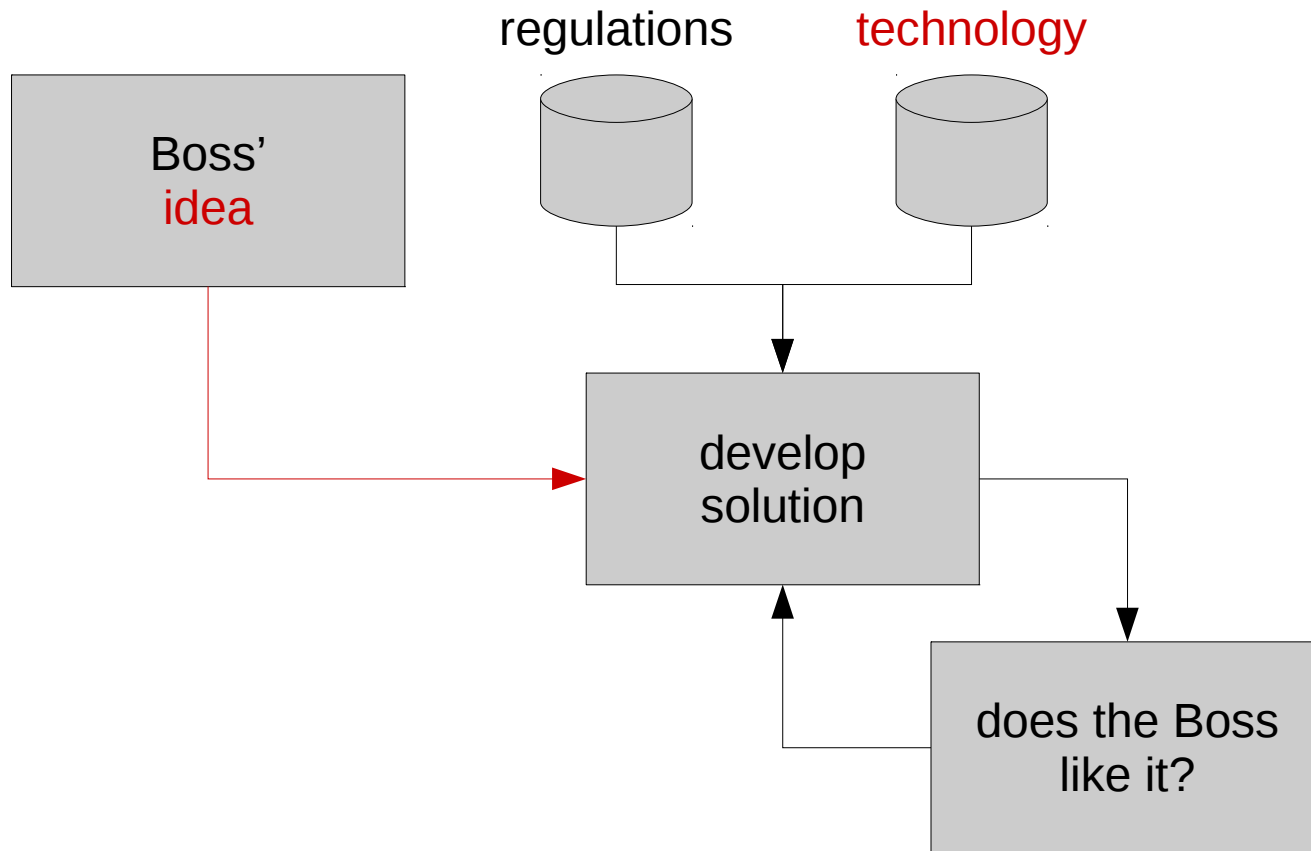 regulations
technology
Boss’
idea
develop
solution
does the Boss
like it?